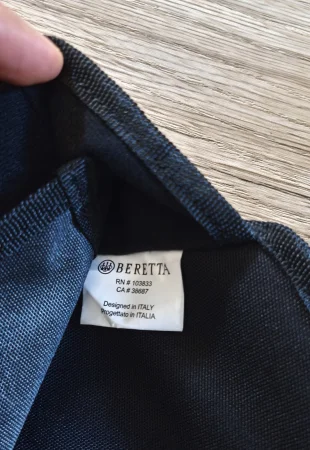 BERETTA
RN # 103833
CA # 38687
Designed in ITALY
Progettato in ITALIA